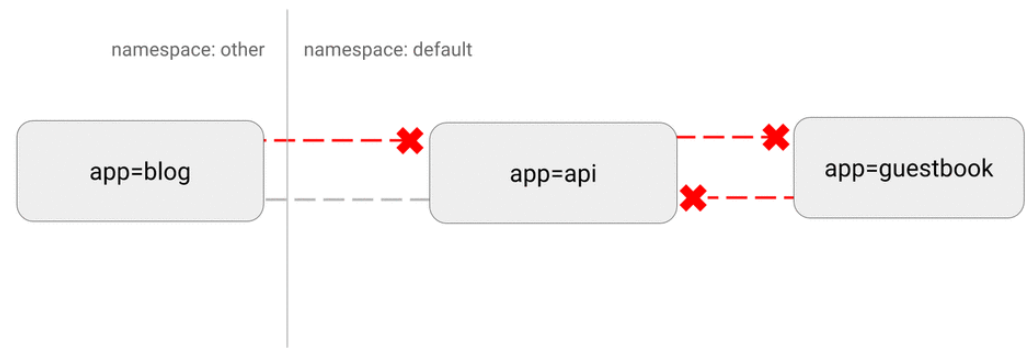 namespace: other
namespace: default
app=blog
app=api
app=guestbook